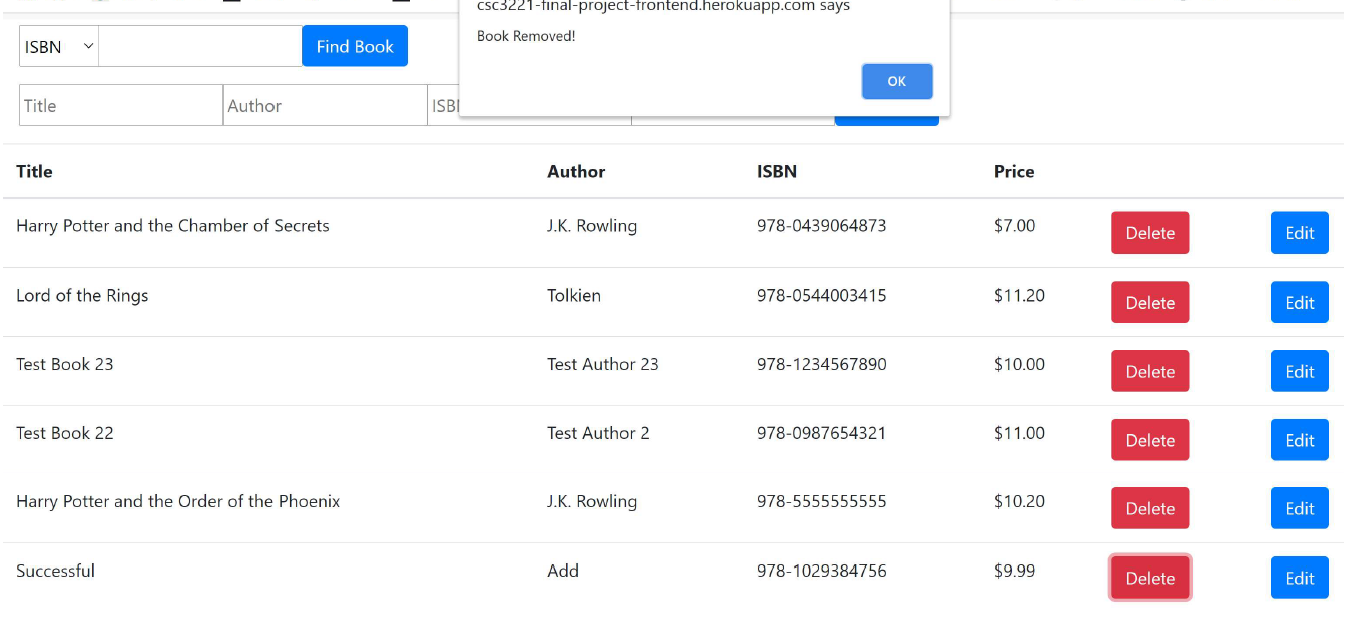 csc3221-final-project-frontend.herokuapp.com says
Book Removed!
OK
ISBN
Find Book
Title Author
Title Author ISBN Price
Harry Potter and the Chamber of Secrets J.K. Rowling 978-0439064873 $7.00 Delete Edit
Lord of the Rings Tolkien 978-0544003415 $11.20 Delete Edit
Test Book 23 Test Author 23 978-1234567890 $10.00 Delete Edit
Test Book 22 Test Author 2 978-0987654321 $11.00 Delete Edit
Harry Potter and the Order of the Phoenix J.K. Rowling 978-5555555555 $10.20 Delete Edit
Successful Add 978-1029384756 $9.99 Delete Edit